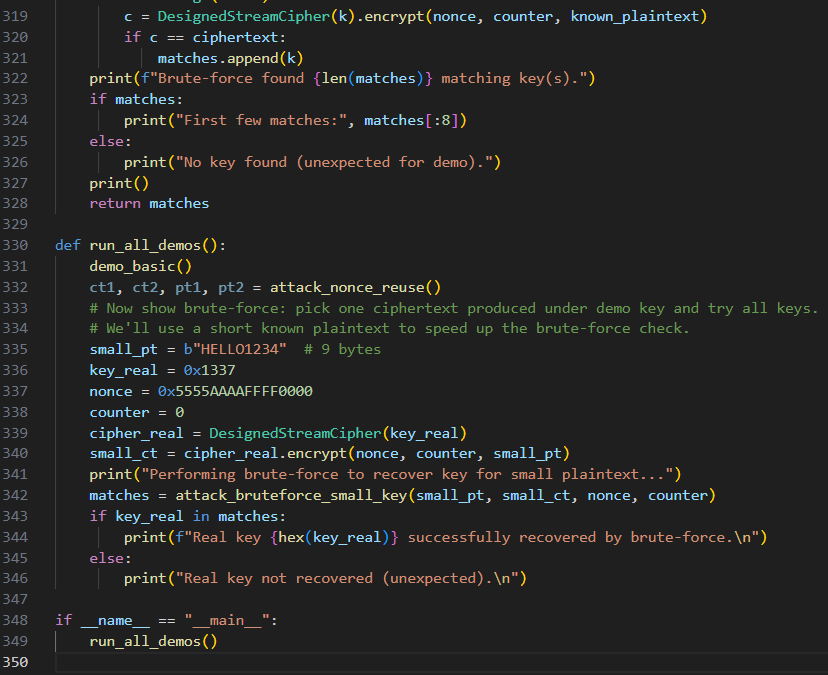 319 c = DesignedStreamCipher(k).encrypt(nonce, counter, known_plaintext)
320 if c == ciphertext:
321 matches.append(k)
322 print(f"Brute-force found {len(matches)} matching key(s).")
323 if matches:
324 print("First few matches:", matches[:8])
325 else:
326 print("No key found (unexpected for demo).")
327 print()
328 return matches
329
330 def run_all_demos():
331 demo_basic()
332 ct1, ct2, pt1, pt2 = attack_nonce_reuse()
333 # Now show brute-force: pick one ciphertext produced under demo key and try all keys.
334 # We'll use a short known plaintext to speed up the brute-force check.
335 small_pt = b"HELLO1234"  # 9 bytes
336 key_real = 0x1337
337 nonce = 0x5555AAAAFFFF0000
338 counter = 0
339 cipher_real = DesignedStreamCipher(key_real)
340 small_ct = cipher_real.encrypt(nonce, counter, small_pt)
341 print("Performing brute-force to recover key for small plaintext...")
342 matches = attack_bruteforce_small_key(small_pt, small_ct, nonce, counter)
343 if key_real in matches:
344 print(f"Real key {hex(key_real)} successfully recovered by brute-force.\n")
345 else:
346 print("Real key not recovered (unexpected).\n")
347
348 if __name__ == "__main__":
349 run_all_demos()
350